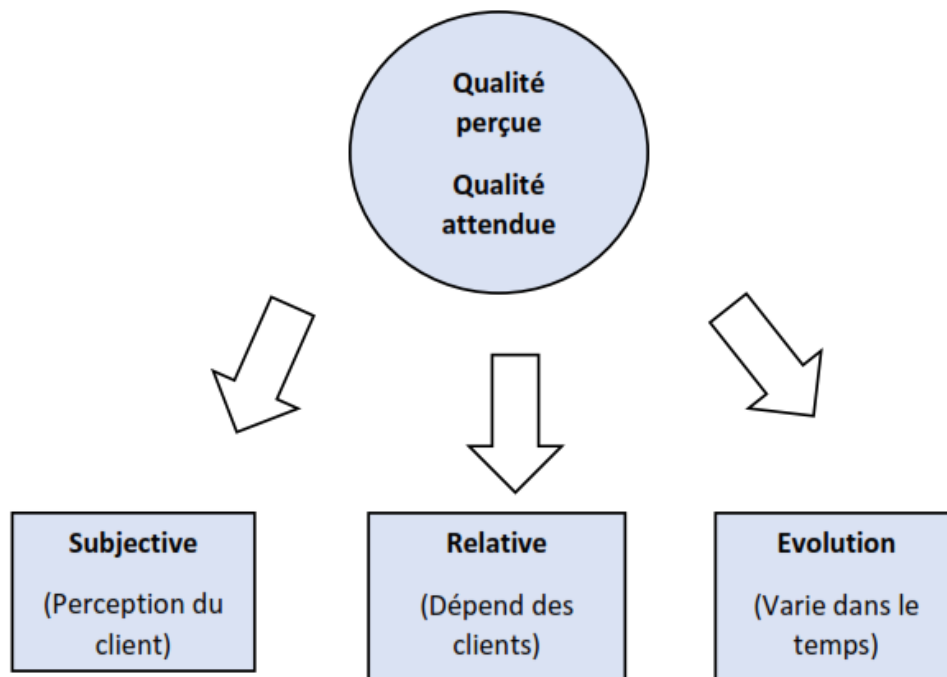 Qualité
perçue
Qualité
attendue
Subjective
(Perception du
client)
Relative
(Dépend des
clients)
Evolution
(Varie dans le
temps)